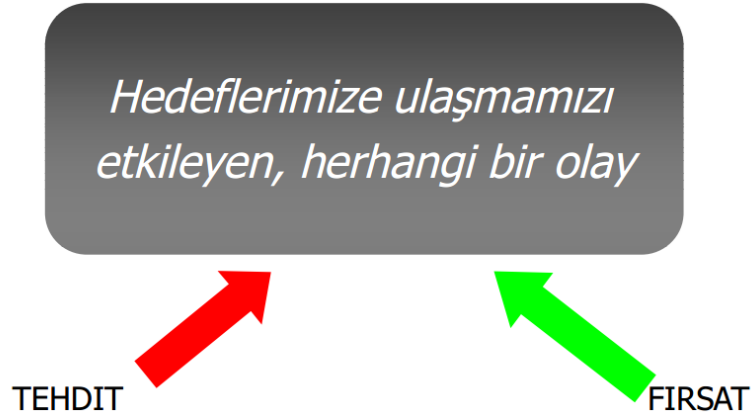 Hedeflerimize ulaşmamızı
etkileyen, herhangi bir olay
TEHDIT
FIRSAT